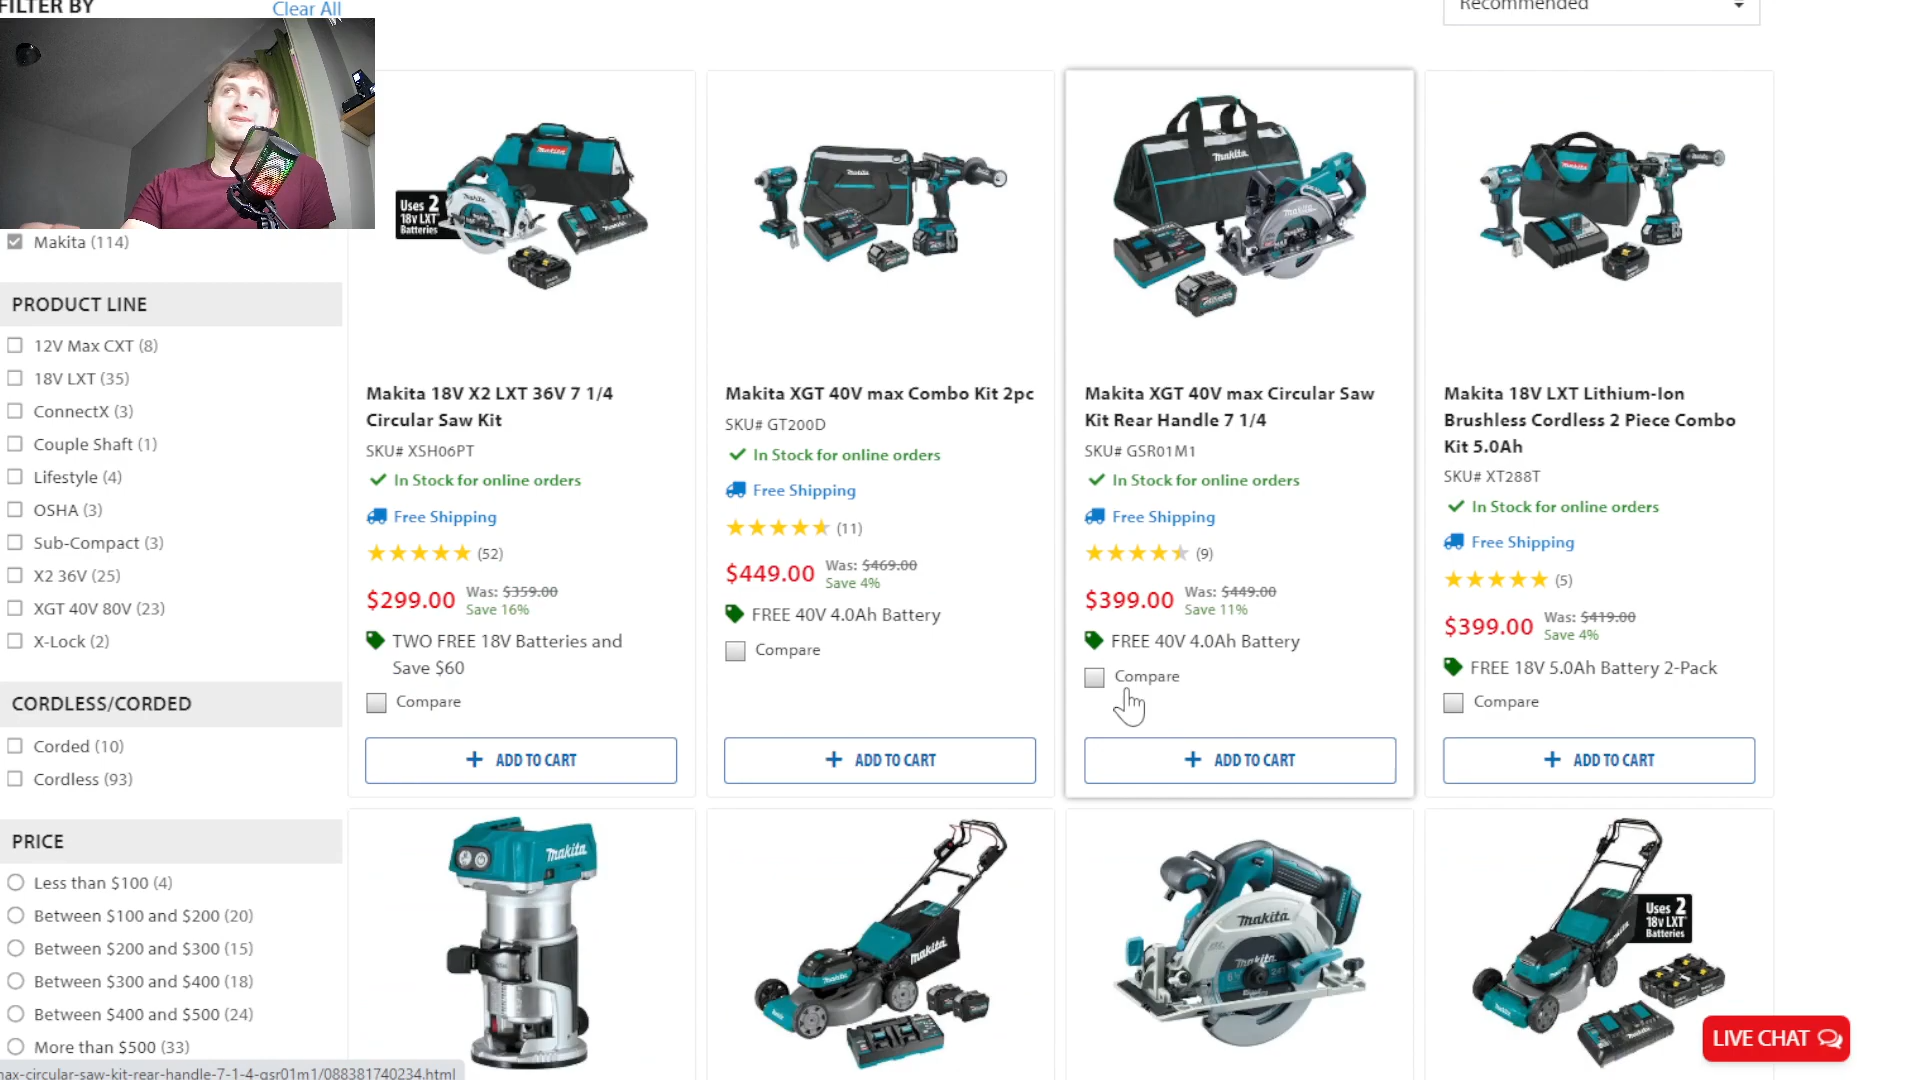 FILTER BY
Clear All
Recommended
Makita (114)
PRODUCT LINE
12V Max CXT (8)
18V LXT (35)
ConnectX (3)
Couple Shaft (1)
Lifestyle (4)
OSHA (3)
Sub-Compact (3)
X2 36V (25)
XGT 40V 80V (23)
X-Lock (2)
CORDLESS/CORDED
Corded (10)
Cordless (93)
PRICE
Less than $100 (4)
Between $100 and $200 (20)
Between $200 and $300 (15)
Between $300 and $400 (18)
Between $400 and $500 (24)
More than $500 (33)
Uses 2
18v LXT
Batteries
Makita 18V X2 LXT 36V 7 1/4
Circular Saw Kit
SKU# XSH06PT
In Stock for online orders
Free Shipping
(52)
$299.00
Was: $359.00
Save 16%
TWO FREE 18V Batteries and
Save $60
Compare
ADD TO CART
Makita XGT 40V max Combo Kit 2pc
SKU# GT200D
In Stock for online orders
Free Shipping
(11)
$449.00
Was: $469.00
Save 4%
FREE 40V 4.0Ah Battery
Compare
ADD TO CART
Makita
Makita XGT 40V max Circular Saw
Kit Rear Handle 7 1/4
SKU# GSR01M1
In Stock for online orders
Free Shipping
(9)
$399.00
Was: $449.00
Save 11%
FREE 40V 4.0Ah Battery
Compare
ADD TO CART
Makita 18V LXT Lithium-Ion
Brushless Cordless 2 Piece Combo
Kit 5.0Ah
SKU# XT288T
In Stock for online orders
Free Shipping
(5)
$399.00
Was: $419.00
Save 4%
FREE 18V 5.0Ah Battery 2-Pack
Compare
ADD TO CART
Makita
Makita
Makita
Makita
Uses 2
18v LXT
Batteries
LIVE CHAT
max-circular-saw-kit-rear-handle-7-1-4-gsr01m1/088381740234.html